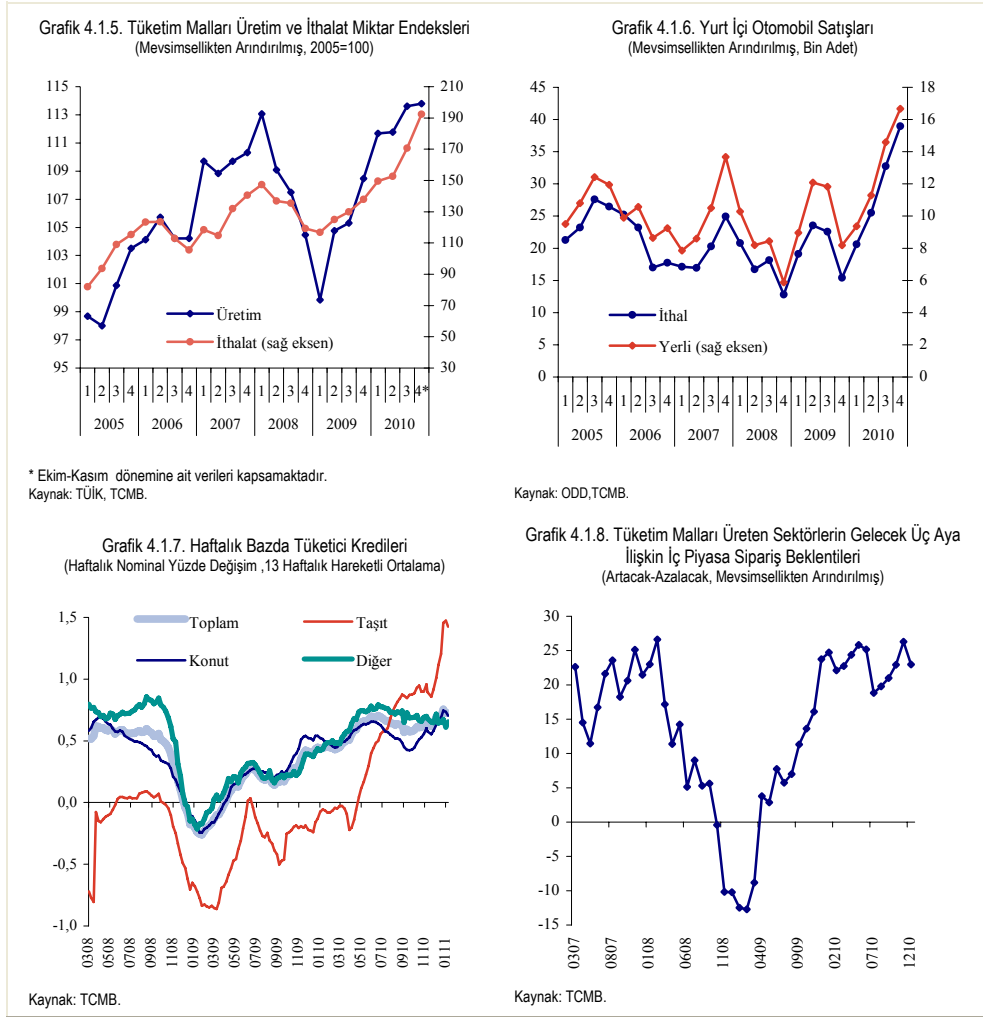 Grafik 4.1.5. Tüketim Malları Üretim ve İthalat Miktar Endeksleri
(Mevsimsellikten Arındırılmış, 2005=100)
115
113
111
109
107
105
103
101
99
97
95
210
190
170
150
130
110
90
70
50
30
Üretim
İthalat (sağ eksen)
1 2 3 4 1 2 3 4 1 2 3 4 1 2 3 4 1 2 3 4 1 2 3 4*
2005 2006 2007 2008 2009 2010
* Ekim-Kasım dönemine ait verileri kapsamaktadır.
Kaynak: TÜİK, TCMB.
Grafik 4.1.6. Yurt İçi Otomobil Satışları
(Mevsimsellikten Arındırılmış, Bin Adet)
45
40
35
30
25
20
15
10
5
0
18
16
14
12
10
8
6
4
2
0
İthal
Yerli (sağ eksen)
1 2 3 4 1 2 3 4 1 2 3 4 1 2 3 4 1 2 3 4 1 2 3 4
2005 2006 2007 2008 2009 2010
Kaynak: ODD,TCMB.
Grafik 4.1.7. Haftalık Bazda Tüketici Kredileri
(Haftalık Nominal Yüzde Değişim ,13 Haftalık Hareketli Ortalama)
1,5
1,0
0,5
0,0
-0,5
-1,0
Toplam
Taşıt
Konut
Diğer
0308 0508 0608 0808 0908 1108 0109 0209 0309 0509 0609 0709 0909 1009 1109 0110 0210 0410 0510 0710 0810 0910 1110 0111
Kaynak: TCMB.
Grafik 4.1.8. Tüketim Malları Üreten Sektörlerin Gelecek Üç Aya
İlişkin İç Piyasa Sipariş Beklentileri
(Artacak-Azalacak, Mevsimsellikten Arındırılmış)
30
25
20
15
10
5
0
-5
-10
-15
0307 0807 0108 0608 1108 0409 0909 0210 0710 1210
Kaynak: TCMB.